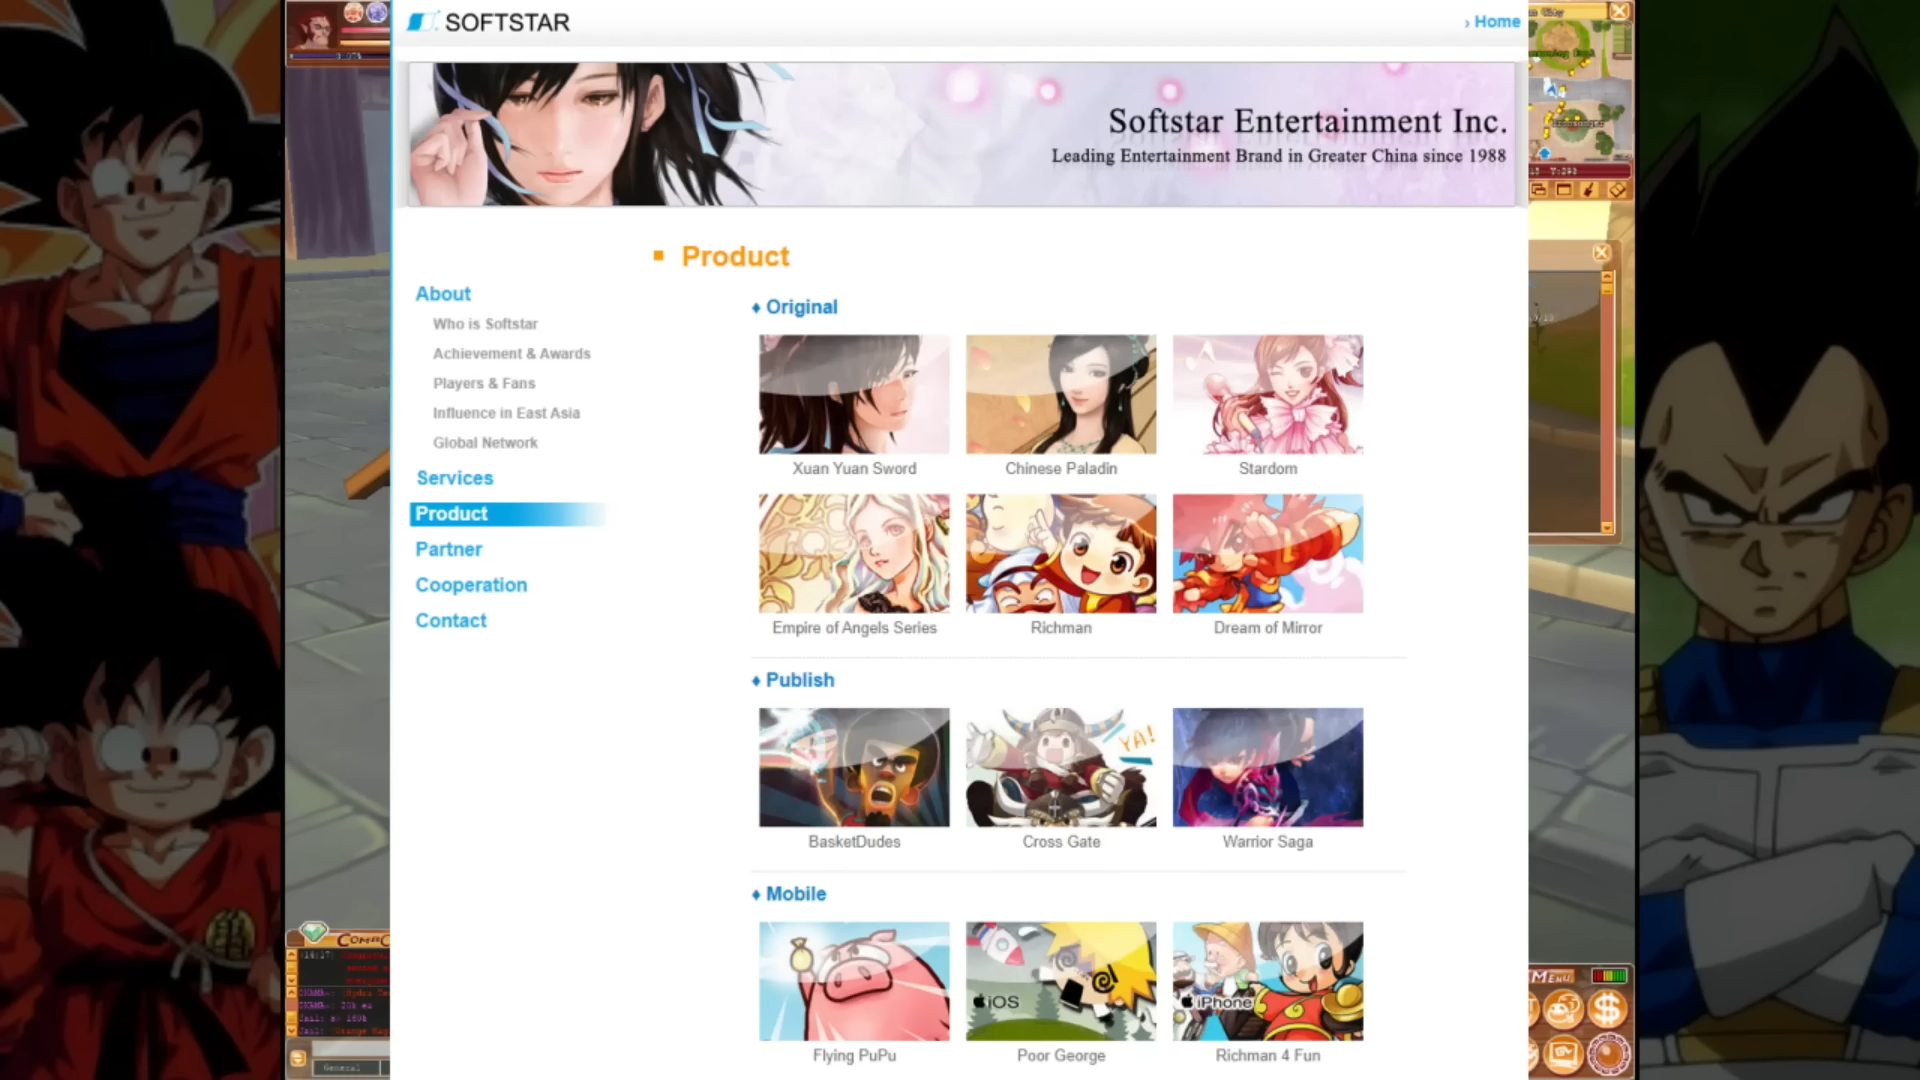 SOFTSTAR
› Home
Softstar Entertainment Inc.
Leading Entertainment Brand in Greater China since 1988
Product
About
Who is Softstar
Achievement & Awards
Players & Fans
Influence in East Asia
Global Network
Services
Product
Partner
Cooperation
Contact
Original
Xuan Yuan Sword
Chinese Paladin
Stardom
Empire of Angels Series
Richman
Dream of Mirror
Publish
YA!
BasketDudes
Cross Gate
Warrior Saga
Mobile
iOS
iPhone
Flying PuPu
Poor George
Richman 4 Fun
MENU
General